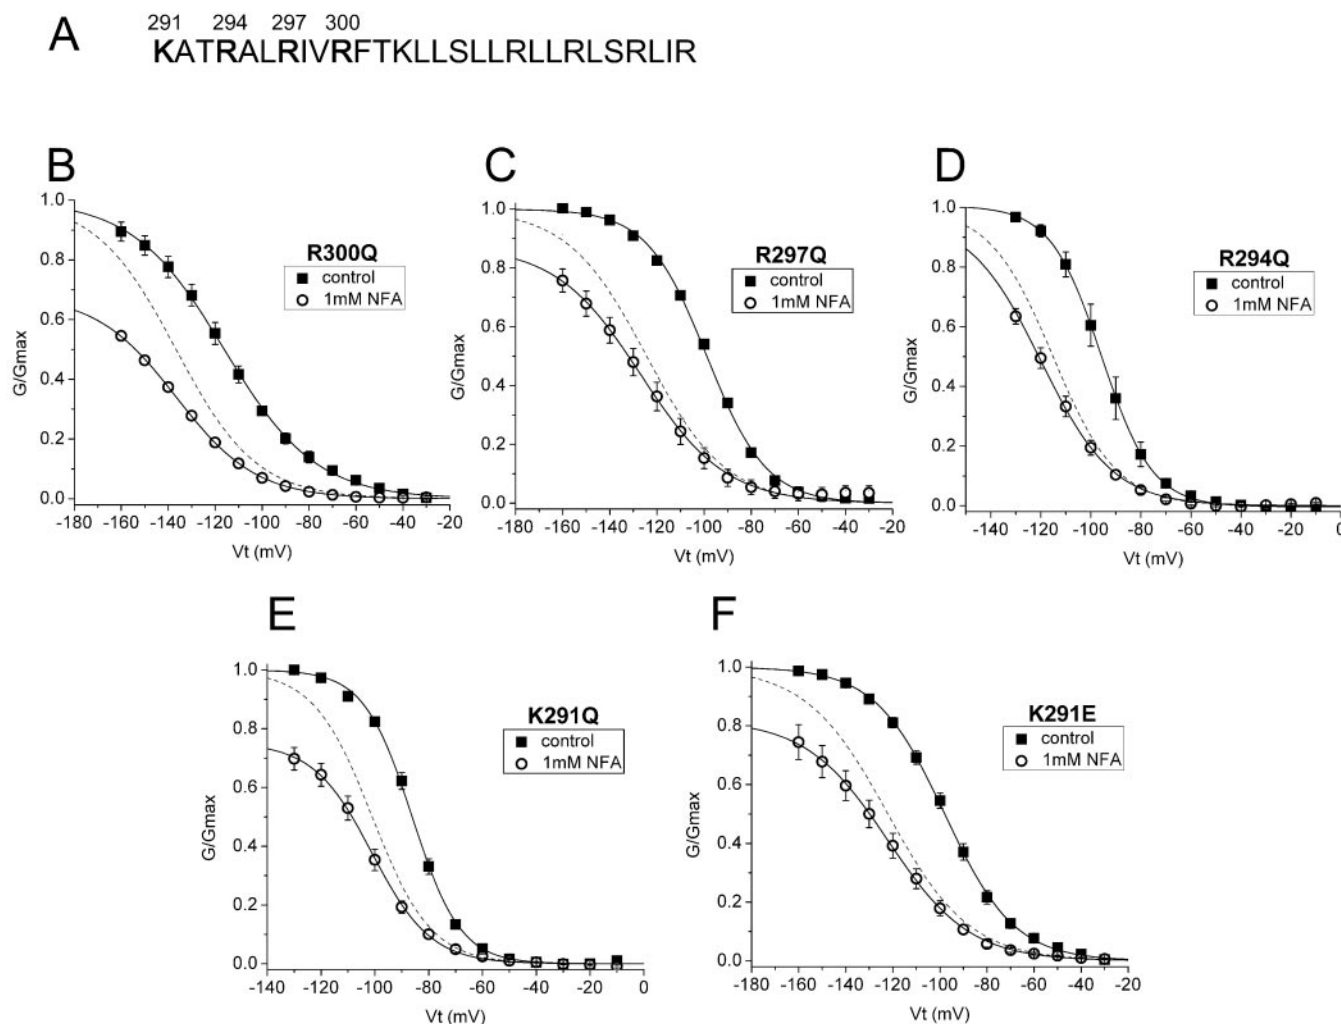 A
291 294 297 300
KATRALRIVRFTKLLSLLRLLRLSRLIR
B
R300Q
control
1mM NFA
G/Gmax
1.0
0.8
0.6
0.4
0.2
0.0
-180 -160 -140 -120 -100 -80 -60 -40 -20
Vt (mV)
C
R297Q
control
1mM NFA
G/Gmax
1.0
0.8
0.6
0.4
0.2
0.0
-180 -160 -140 -120 -100 -80 -60 -40 -20
Vt (mV)
D
R294Q
control
1mM NFA
G/Gmax
1.0
0.8
0.6
0.4
0.2
0.0
-140 -120 -100 -80 -60 -40 -20 0
Vt (mV)
E
K291Q
control
1mM NFA
G/Gmax
1.0
0.8
0.6
0.4
0.2
0.0
-140 -120 -100 -80 -60 -40 -20 0
Vt (mV)
F
K291E
control
1mM NFA
G/Gmax
1.0
0.8
0.6
0.4
0.2
0.0
-180 -160 -140 -120 -100 -80 -60 -40 -20
Vt (mV)